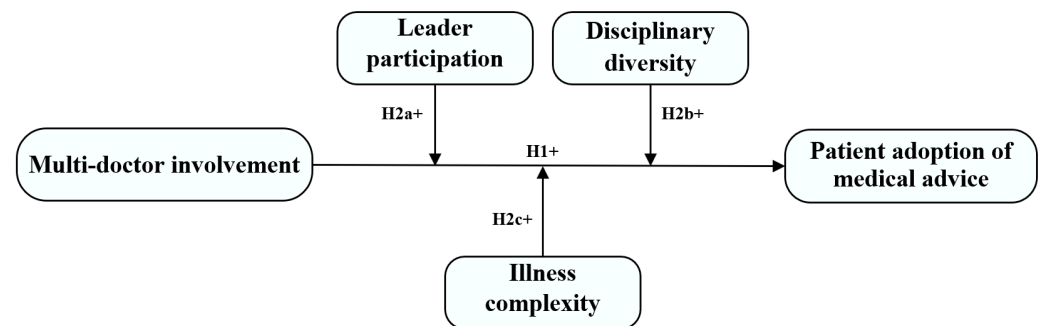 Leader
participation
Disciplinary
diversity
H2a+
H2b+
Multi-doctor involvement
H1+
Patient adoption of
medical advice
H2c+
Illness
complexity